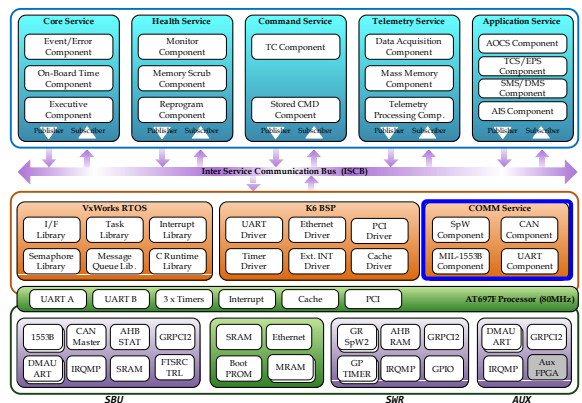 Core Service
Event/Error
Component
On-Board Time
Component
Executive
Component
Publisher
Subscriber
Health Service
Monitor
Component
Memory Scrub
Component
Reprogram
Component
Publisher
Subscriber
Command Service
TC Component
Stored CMD
Compoent
Publisher
Subscriber
Telemetry Service
Data Acquisition
Component
Mass Memory
Component
Telemetry
Processing Comp.
Publisher
Subscriber
Application Service
AOCS Component
TCS/EPS
Component
SMS/DMS
Component
AIS Component
Publisher
Subscriber
Inter Service Communication Bus (ISCB)
VxWorks RTOS
I/F
Library
Task
Library
Interrupt
Library
Semaphore
Library
Message
Queue Lib.
C Runtime
Library
K6 BSP
UART
Driver
Ethernet
Driver
PCI
Driver
Timer
Driver
Ext. INT
Driver
Cache
Driver
COMM Service
SpW
Component
CAN
Component
MIL-1553B
Component
UART
Component
UART A
UART B
3 x Timers
Interrupt
Cache
PCI
AT697F Processor (80MHz)
1553B
CAN
Master
AHB
STAT
GRPCI2
DMAU
ART
IRQMP
SRAM
FTSRC
TRL
SRAM
Ethernet
Boot
PROM
MRAM
GR
SpW2
AHB
RAM
GRPCI2
GP
TIMER
IRQMP
GPIO
DMAU
ART
GRPCI2
IRQMP
Aux
FPGA
SBU
SWR
AUX